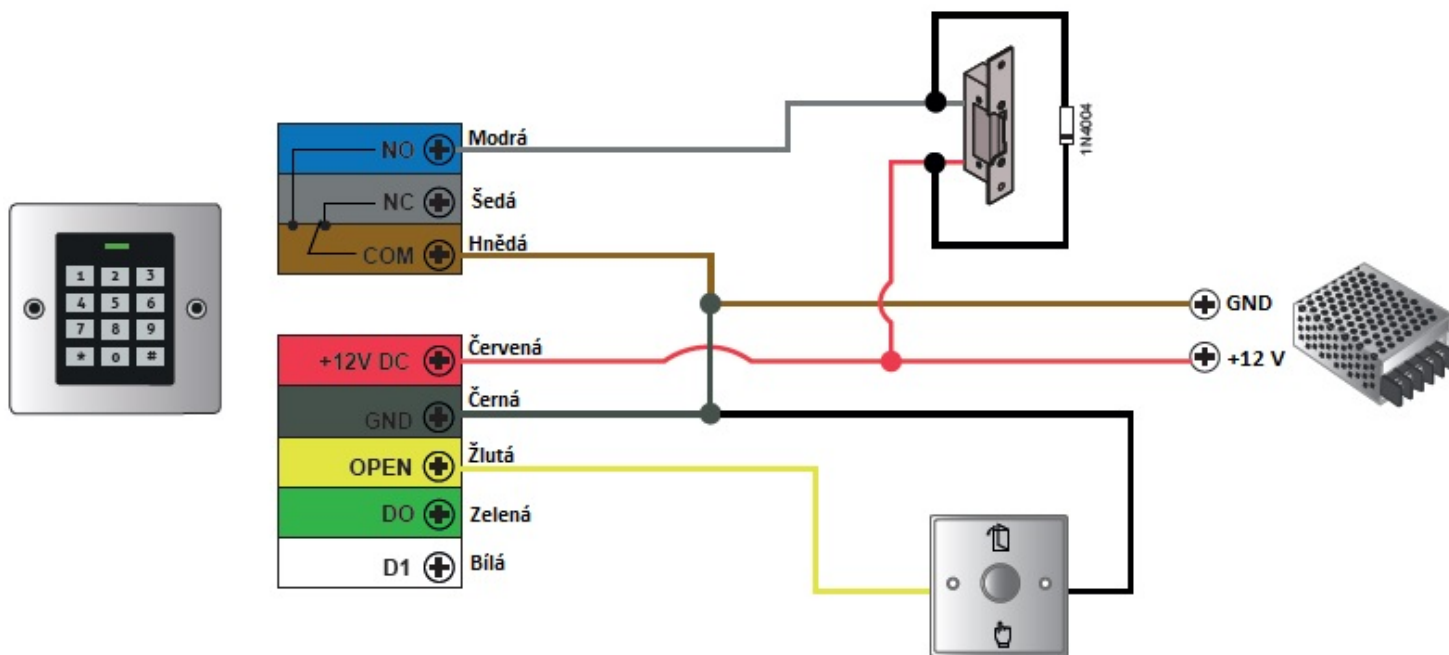 NO Modrá
NC Šedá
COM Hnědá
+12V DC Červená
GND Černá
OPEN Žlutá
DO Zelená
D1 Bílá
1N4004
GND
+12 V
1 2 3
4 5 6
7 8 9
* 0 #